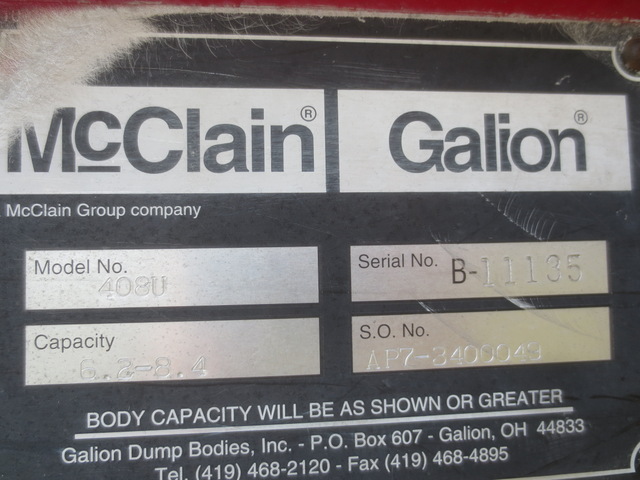 McClain® Galion®
McClain Group company
Model No. 408U
Serial No. B-11135
Capacity 6.2-8.4
S.O. No. AP7-3400043
BODY CAPACITY WILL BE AS SHOWN OR GREATER
Galion Dump Bodies, Inc. - P.O. Box 607 - Galion, OH 44833
Tel. (419) 468-2120 - Fax (419) 468-4895